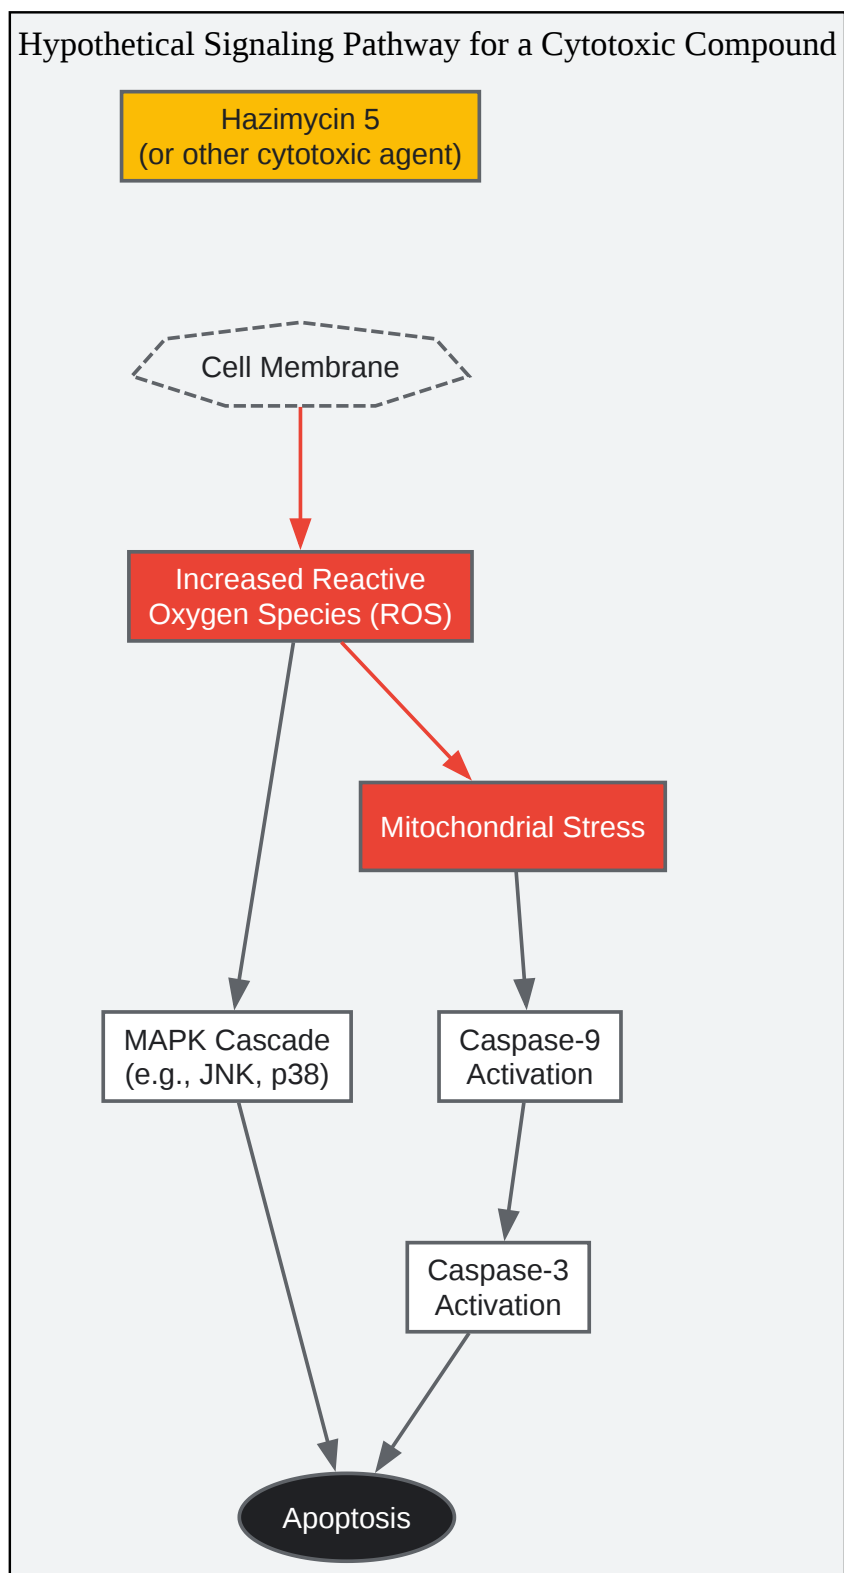 Hypothetical Signaling Pathway for a Cytotoxic Compound
Hazimycin 5
(or other cytotoxic agent)
Cell Membrane
Increased Reactive
Oxygen Species (ROS)
Mitochondrial Stress
MAPK Cascade
(e.g., JNK, p38)
Caspase-9
Activation
Caspase-3
Activation
Apoptosis